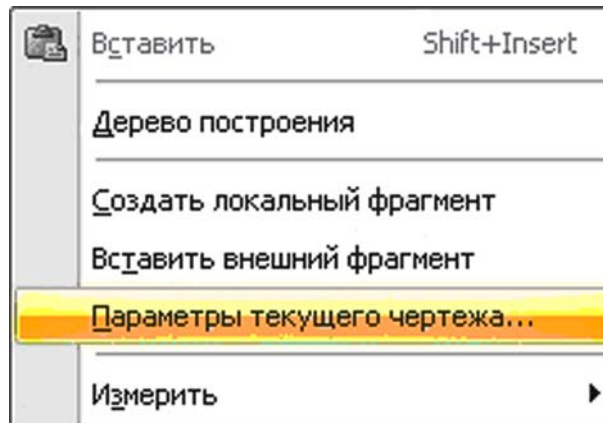 Вставить Shift+Insert
Дерево построения
Создать локальный фрагмент
Вставить внешний фрагмент
Параметры текущего чертежа...
Измерить